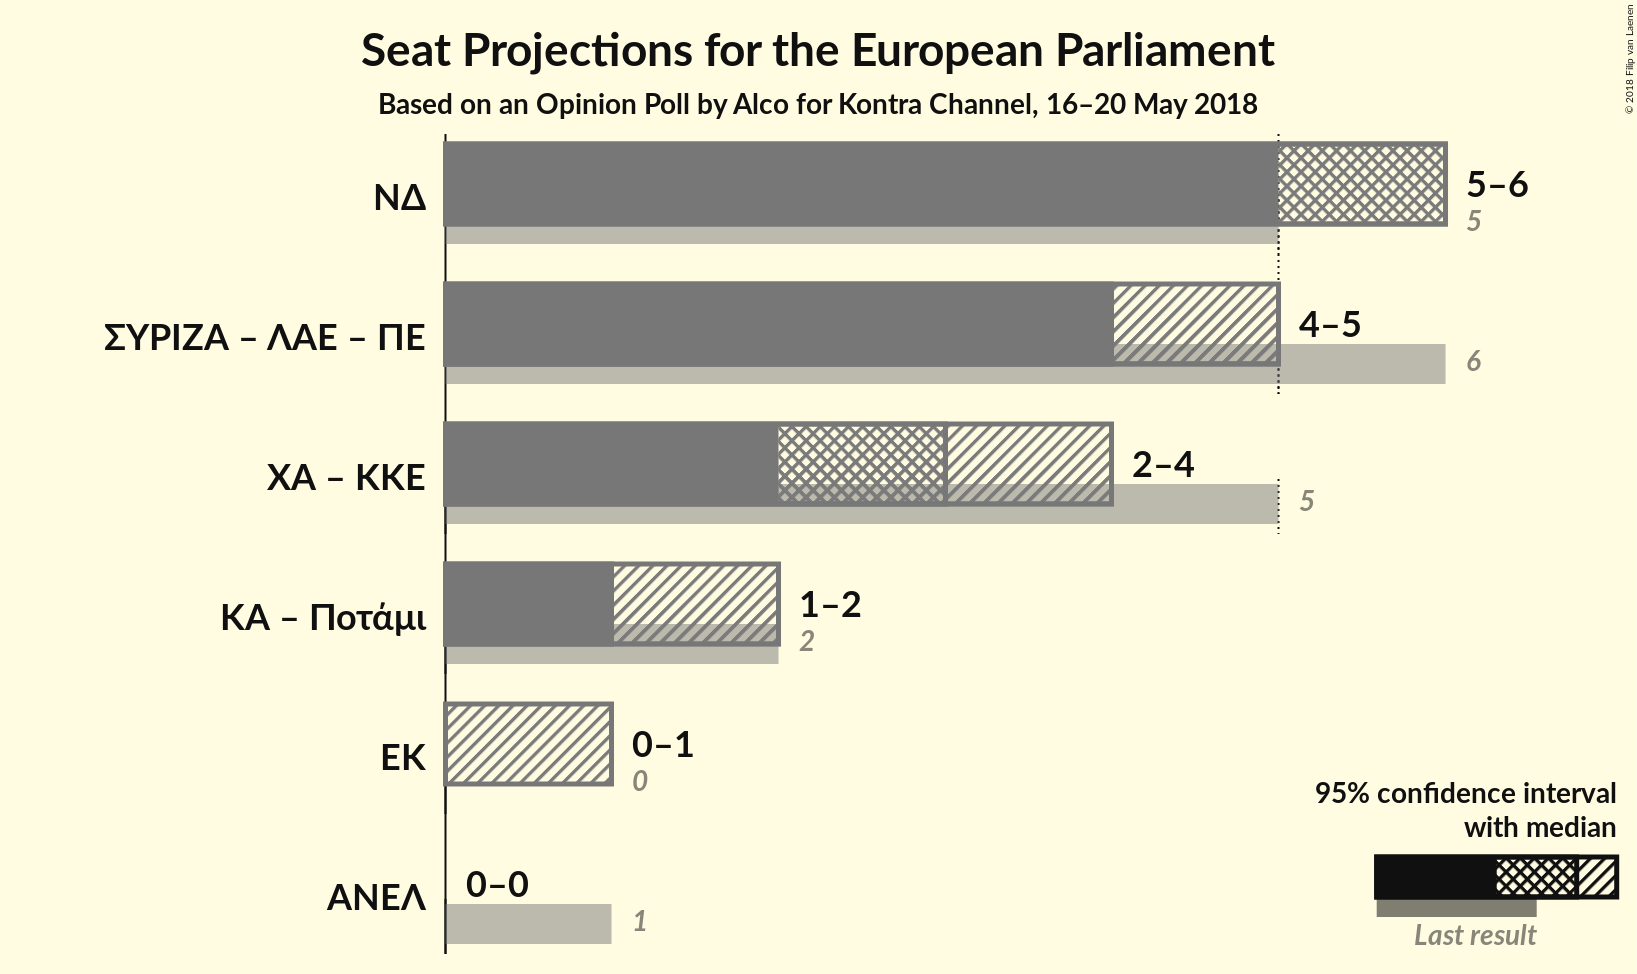 Seat Projections for the European Parliament
Based on an Opinion Poll by Alco for Kontra Channel, 16–20 May 2018
© 2018 Filip van Laenen
ΝΔ
5–6
5
ΣΥΡΙΖΑ – ΛΑΕ – ΠΕ
4–5
6
ΧΑ – ΚΚΕ
2–4
5
ΚΑ – Ποτάμι
1–2
2
ΕΚ
0–1
0
ΑΝΕΛ
0–0
1
95% confidence interval
with median
Last result